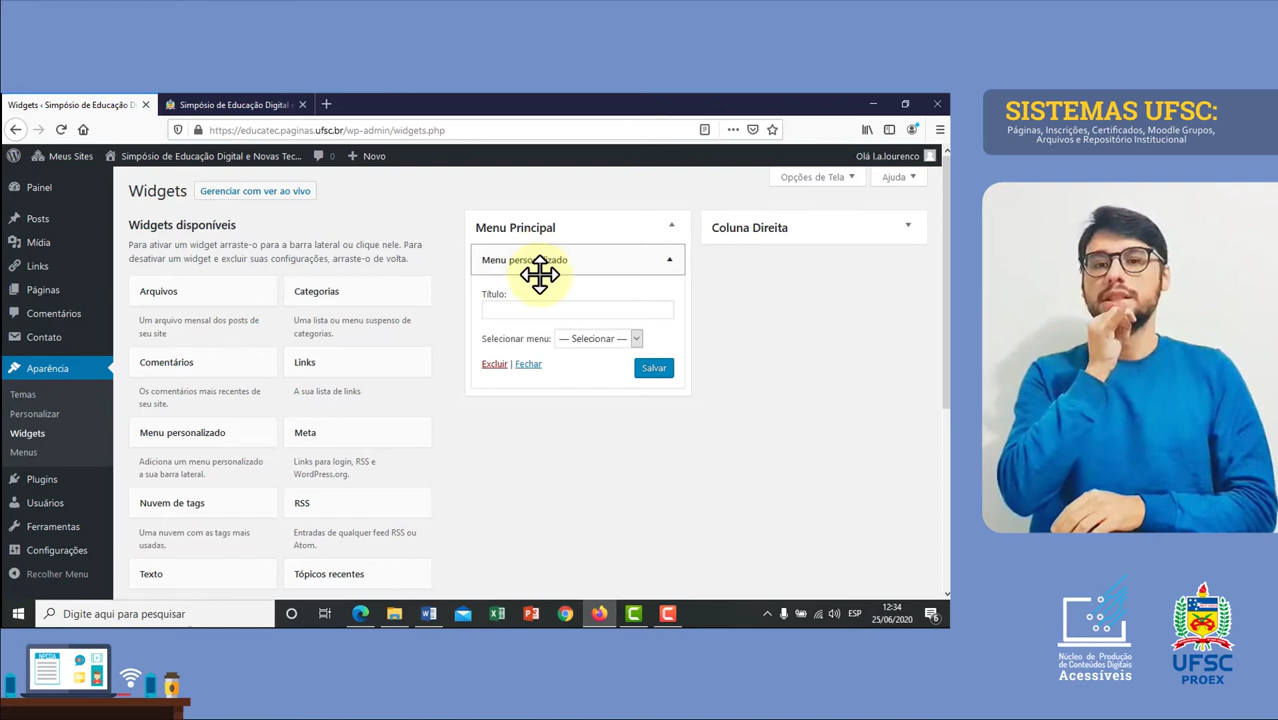 Widgets ‹ Simpósio de Educação D
Simpósio de Educação Digital e
https://educatec.paginas.ufsc.br/wp-admin/widgets.php
Meus Sites
Simpósio de Educação Digital e Novas Tec...
0
Novo
Olá l.a.lourenco
Painel
Posts
Mídia
Links
Páginas
Comentários
Contato
Aparência
Temas
Personalizar
Widgets
Menus
Plugins
Usuários
Ferramentas
Configurações
Recolher Menu
Widgets
Gerenciar com ver ao vivo
Opções de Tela
Ajuda
Widgets disponíveis
Para ativar um widget arraste-o para a barra lateral ou clique nele. Para
desativar um widget e excluir suas configurações, arraste-o de volta.
Arquivos
Um arquivo mensal dos posts de
seu site
Categorias
Uma lista ou menu suspenso de
categorias.
Comentários
Os comentários mais recentes de
seu site.
Links
A sua lista de links
Menu personalizado
Adiciona um menu personalizado
a sua barra lateral.
Meta
Links para login, RSS e
WordPress.org.
Nuvem de tags
Uma nuvem com as tags mais
usadas.
RSS
Entradas de qualquer feed RSS ou
Atom.
Texto
Tópicos recentes
Menu Principal
Menu personalizado
Título:
Selecionar menu:
— Selecionar —
Excluir | Fechar
Salvar
Coluna Direita
Digite aqui para pesquisar
ESP
12:34
25/06/2020
6
SISTEMAS UFSC:
Páginas, Inscrições, Certificados, Moodle Grupos,
Arquivos e Repositório Institucional
NPCDA
Núcleo de Produção
de Conteúdos Digitais
Acessíveis
UFSC
PROEX